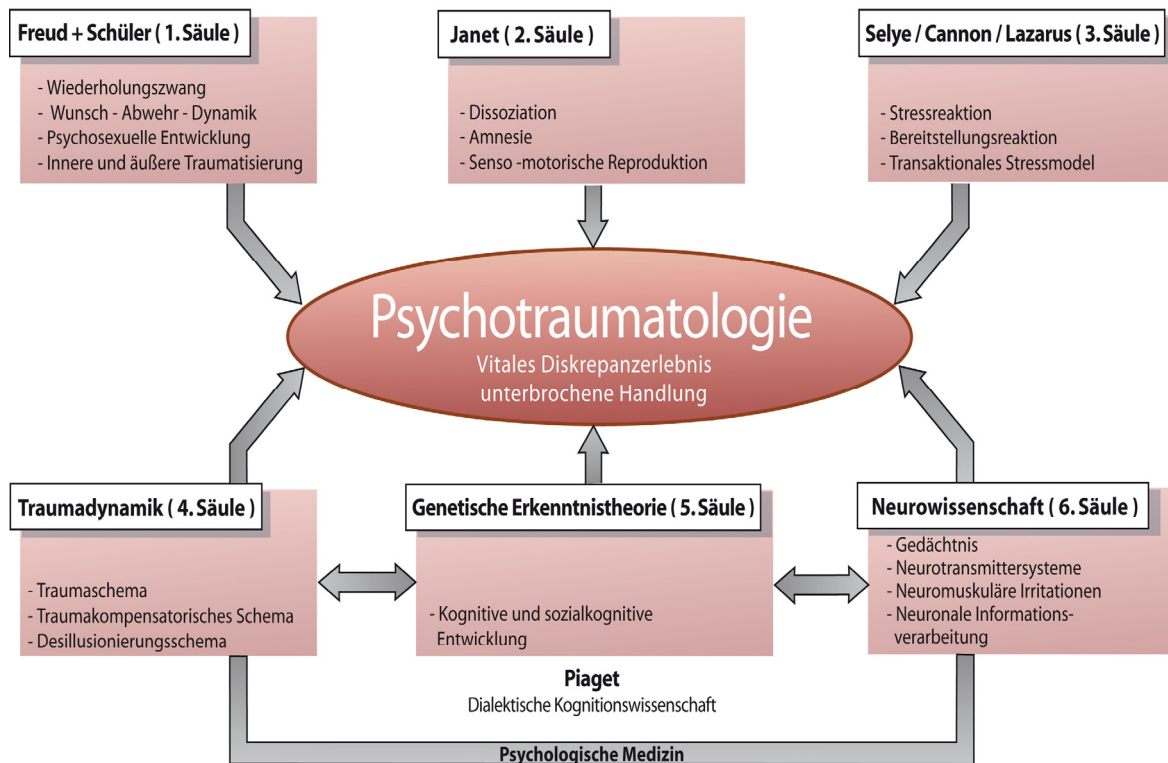 Freud + Schüler ( 1. Säule )
- Wiederholungszwang
- Wunsch - Abwehr - Dynamik
- Psychosexuelle Entwicklung
- Innere und äußere Traumatisierung
Janet ( 2. Säule )
- Dissoziation
- Amnesie
- Senso -motorische Reproduktion
Selye / Cannon / Lazarus ( 3. Säule )
- Stressreaktion
- Bereitstellungsreaktion
- Transaktionales Stressmodel
Psychotraumatologie
Vitales Diskrepanzerlebnis
unterbrochene Handlung
Traumadynamik ( 4. Säule )
- Traumaschema
- Traumakompensatorisches Schema
- Desillusionierungsschema
Genetische Erkenntnistheorie ( 5. Säule )
- Kognitive und sozialkognitive
Entwicklung
Neurowissenschaft ( 6. Säule )
- Gedächtnis
- Neurotransmittersysteme
- Neuromuskuläre Irritationen
- Neuronale Informations-
verarbeitung
Piaget
Dialektische Kognitionswissenschaft
Psychologische Medizin